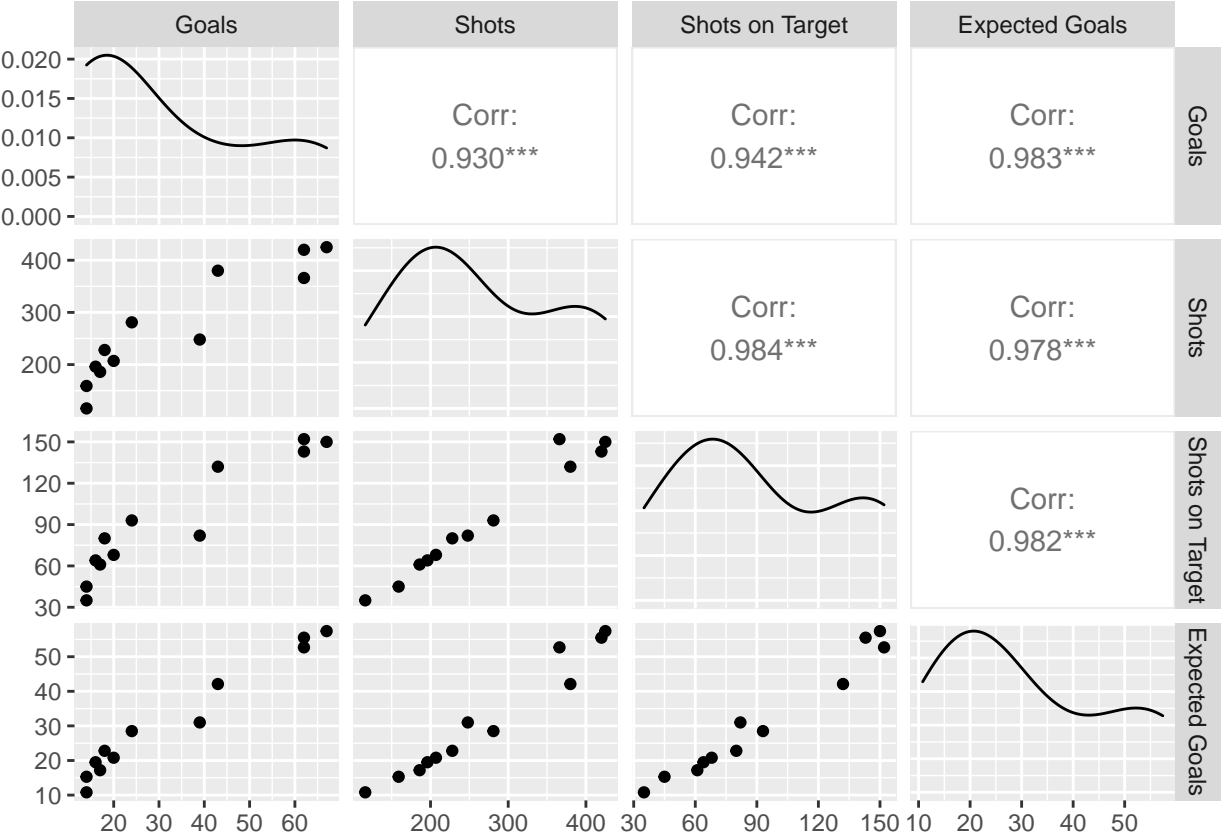 Goals Shots Shots on Target Expected Goals
0.020
0.015
0.010
0.005
0.000
Corr:
0.930***
Corr:
0.942***
Corr:
0.983***
Goals
400
300
200
Corr:
0.984***
Corr:
0.978***
Shots
150
120
90
60
30
Corr:
0.982***
Shots on Target
50
40
30
20
10
Expected Goals
20 30 40 50 60
200 300 400
30 60 90 120 150
10 20 30 40 50